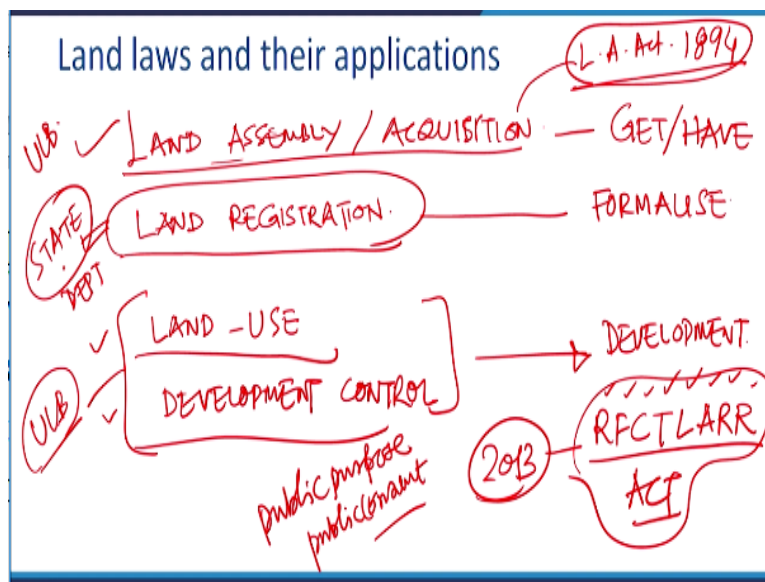 Land laws and their applications
L.A. Act. 1894
ULB. LAND ASSEMBLY / ACQUISITION — GET/HAVE
STATE DEPT LAND REGISTRATION. FORMALISE
LAND-USE
DEVELOPMENT.
ULB DEVELOPMENT CONTROL
2013 RFCTLARR
ACT
public purpose
public consent